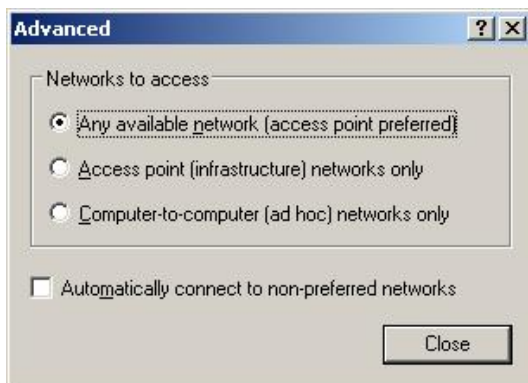 Advanced
Networks to access
Any available network (access point preferred)
Access point (infrastructure) networks only
Computer-to-computer (ad hoc) networks only
Automatically connect to non-preferred networks
Close